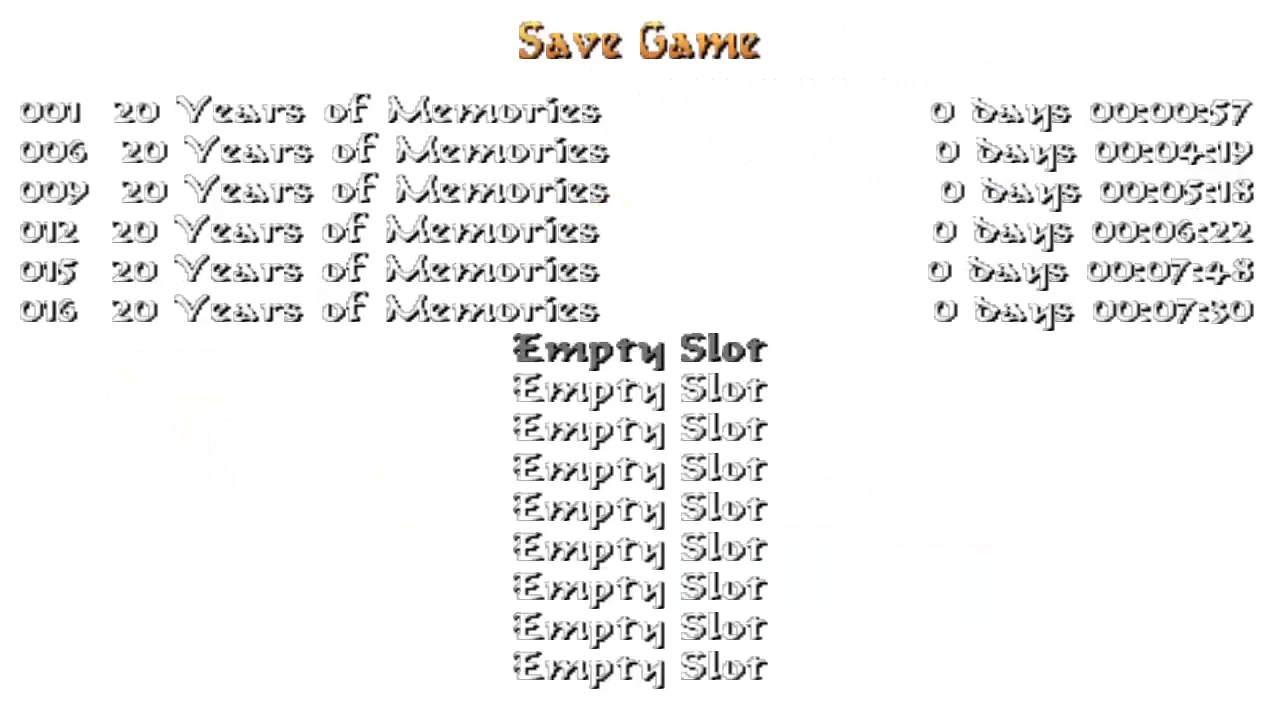 Save Game
001 20 Years of Memories 0 days 00:00:57
006 20 Years of Memories 0 days 00:04:19
009 20 Years of Memories 0 days 00:05:18
012 20 Years of Memories 0 days 00:06:22
015 20 Years of Memories 0 days 00:07:48
016 20 Years of Memories 0 days 00:07:30
Empty Slot
Empty Slot
Empty Slot
Empty Slot
Empty Slot
Empty Slot
Empty Slot
Empty Slot
Empty Slot